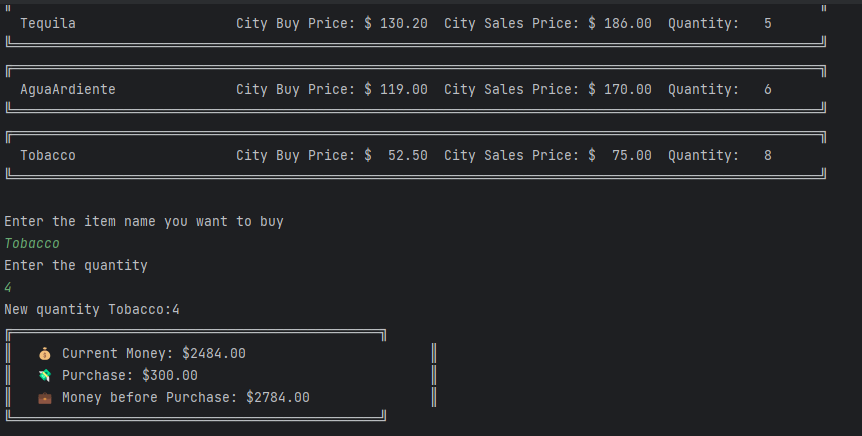 Tequila City Buy Price: $ 130.20 City Sales Price: $ 186.00 Quantity: 5
AguaArdiente City Buy Price: $ 119.00 City Sales Price: $ 170.00 Quantity: 6
Tobacco City Buy Price: $ 52.50 City Sales Price: $ 75.00 Quantity: 8
Enter the item name you want to buy
Tobacco
Enter the quantity
4
New quantity Tobacco:4
💰 Current Money: $2484.00
💸 Purchase: $300.00
💼 Money before Purchase: $2784.00